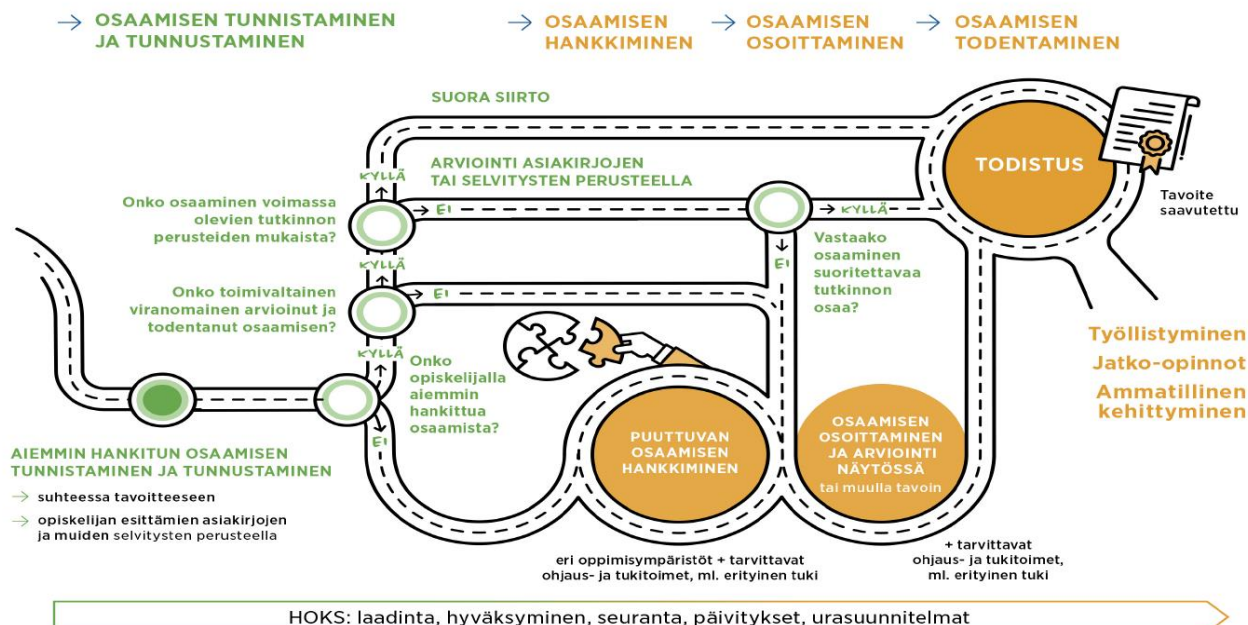 → OSAAMISEN TUNNISTAMINEN
JA TUNNUSTAMINEN
→ OSAAMISEN
HANKKIMINEN
→ OSAAMISEN
OSOITTAMINEN
→ OSAAMISEN
TODENTAMINEN
SUORA SIIRTO
ARVIOINTI ASIAKIRJOJEN
TAI SELVITYSTEN PERUSTEELLA
KYLLÄ
Onko osaaminen voimassa
olevien tutkinnon
perusteiden mukaista?
→ EI
→ KYLLÄ
TODISTUS
Tavoite
saavutettu
KYLLÄ
Vastaako
osaaminen
suoritettavaa
tutkinnon
osaa?
EI
Onko toimivaltainen
viranomainen arvioinut ja
todentanut osaamisen?
→ EI
KYLLÄ
Onko
opiskelijalla
aiemmin
hankittua
osaamista?
EI
Työllistyminen
Jatko-opinnot
Ammatillinen
kehittyminen
AIEMMIN HANKITUN OSAAMISEN
TUNNISTAMINEN JA TUNNUSTAMINEN
→ suhteessa tavoitteeseen
→ opiskelijan esittämien asiakirjojen
ja muiden selvitysten perusteella
PUUTTUVAN
OSAAMISEN
HANKKIMINEN
OSAAMISEN
OSOITTAMINEN
JA ARVIOINTI
NÄYTÖSSÄ
tai muulla tavoin
eri oppimisympäristöt + tarvittavat
ohjaus- ja tukitoimet, ml. erityinen tuki
+ tarvittavat
ohjaus- ja tukitoimet,
ml. erityinen tuki
HOKS: laadinta, hyväksyminen, seuranta, päivitykset, urasuunnitelmat